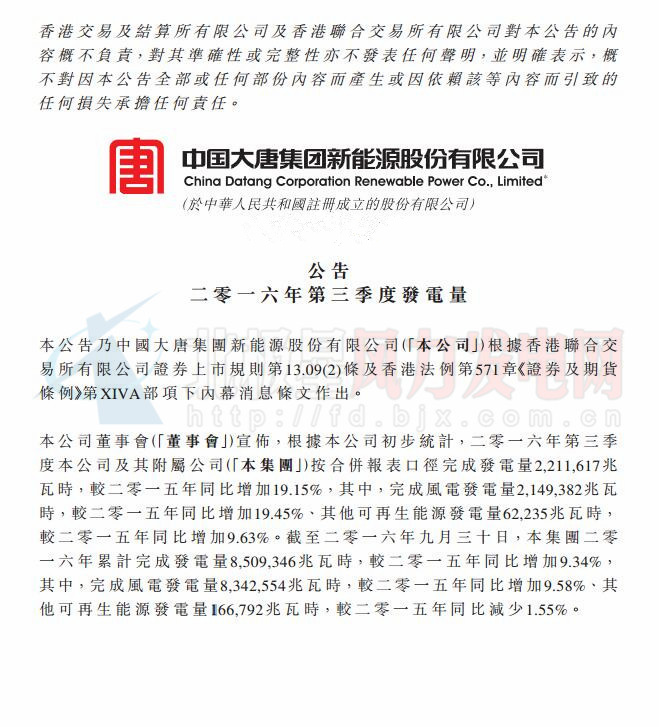 香港交易及結算所有限公司及香港聯合交易所有限公司對本公告的內
容概不負責，對其準確性或完整性亦不發表任何聲明，並明確表示，概
不對因本公告全部或任何部份內容而產生或因依賴該等內容而引致的
任何損失承擔任何責任。
唐
中国大唐集团新能源股份有限公司
China Datang Corporation Renewable Power Co., Limited*
(於中華人民共和國註冊成立的股份有限公司)
公告
二零一六年第三季度發電量
本公告乃中國大唐集團新能源股份有限公司(「本公司」)根據香港聯合交
易所有限公司證券上市規則第13.09(2)條及香港法例第571章《證券及期貨
條例》第XIVA部項下內幕消息條文作出。
北极星风力发电网
http://fd.bjx.com.cn
本公司董事會(「董事會」)宣佈，根據本公司初步統計，二零一六年第三季
度本公司及其附屬公司(「本集團」)按合併報表口徑完成發電量2,211,617兆
瓦時，較二零一五年同比增加19.15%，其中，完成風電發電量2,149,382兆瓦
時，較二零一五年同比增加19.45%、其他可再生能源發電量62,235兆瓦時，
較二零一五年同比增加9.63%。截至二零一六年九月三十日，本集團二零
一六年累計完成發電量8,509,346兆瓦時，較二零一五年同比增加9.34%，
其中，完成風電發電量8,342,554兆瓦時，較二零一五年同比增加9.58%、其
他可再生能源發電量166,792兆瓦時，較二零一五年同比減少1.55%。